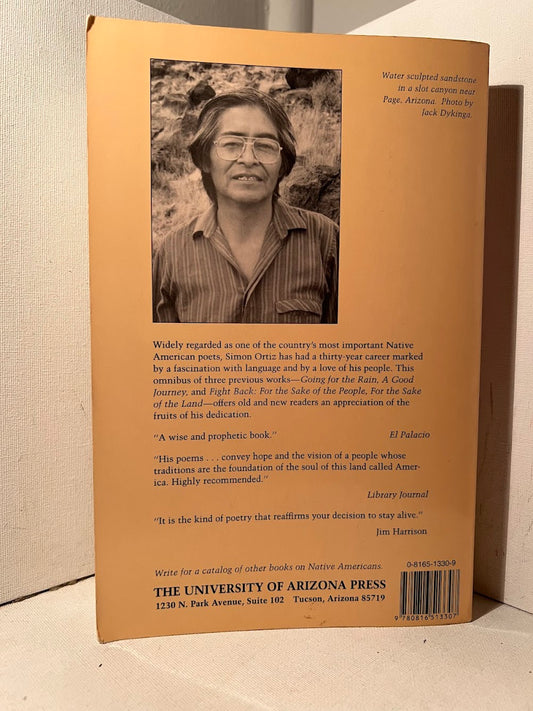 Water sculpted sandstone
in a slot canyon near
Page, Arizona. Photo by
Jack Dykinga.
Widely regarded as one of the country's most important Native
American poets, Simon Ortiz has had a thirty-year career marked
by a fascination with language and by a love of his people. This
omnibus of three previous works—Going for the Rain, A Good
Journey, and Fight Back: For the Sake of the People, For the Sake
of the Land—offers old and new readers an appreciation of the
fruits of his dedication.
"A wise and prophetic book." El Palacio
"His poems . . . convey hope and the vision of a people whose
traditions are the foundation of the soul of this land called Amer-
ica. Highly recommended."
Library Journal
"It is the kind of poetry that reaffirms your decision to stay alive."
Jim Harrison
Write for a catalog of other books on Native Americans.
THE UNIVERSITY OF ARIZONA PRESS
1230 N. Park Avenue, Suite 102 Tucson, Arizona 85719
0-8165-1330-9
9 780816 513307